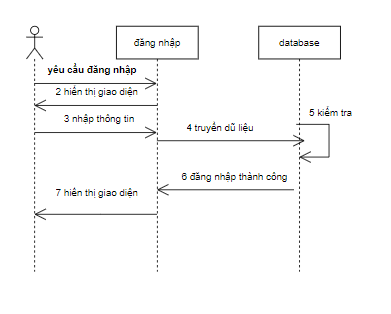 đăng nhập
database
yêu cầu đăng nhập
2 hiển thị giao diện
3 nhập thông tin
4 truyền dũ liệu
5 kiểm tra
6 đăng nhập thành công
7 hiển thị giao diện